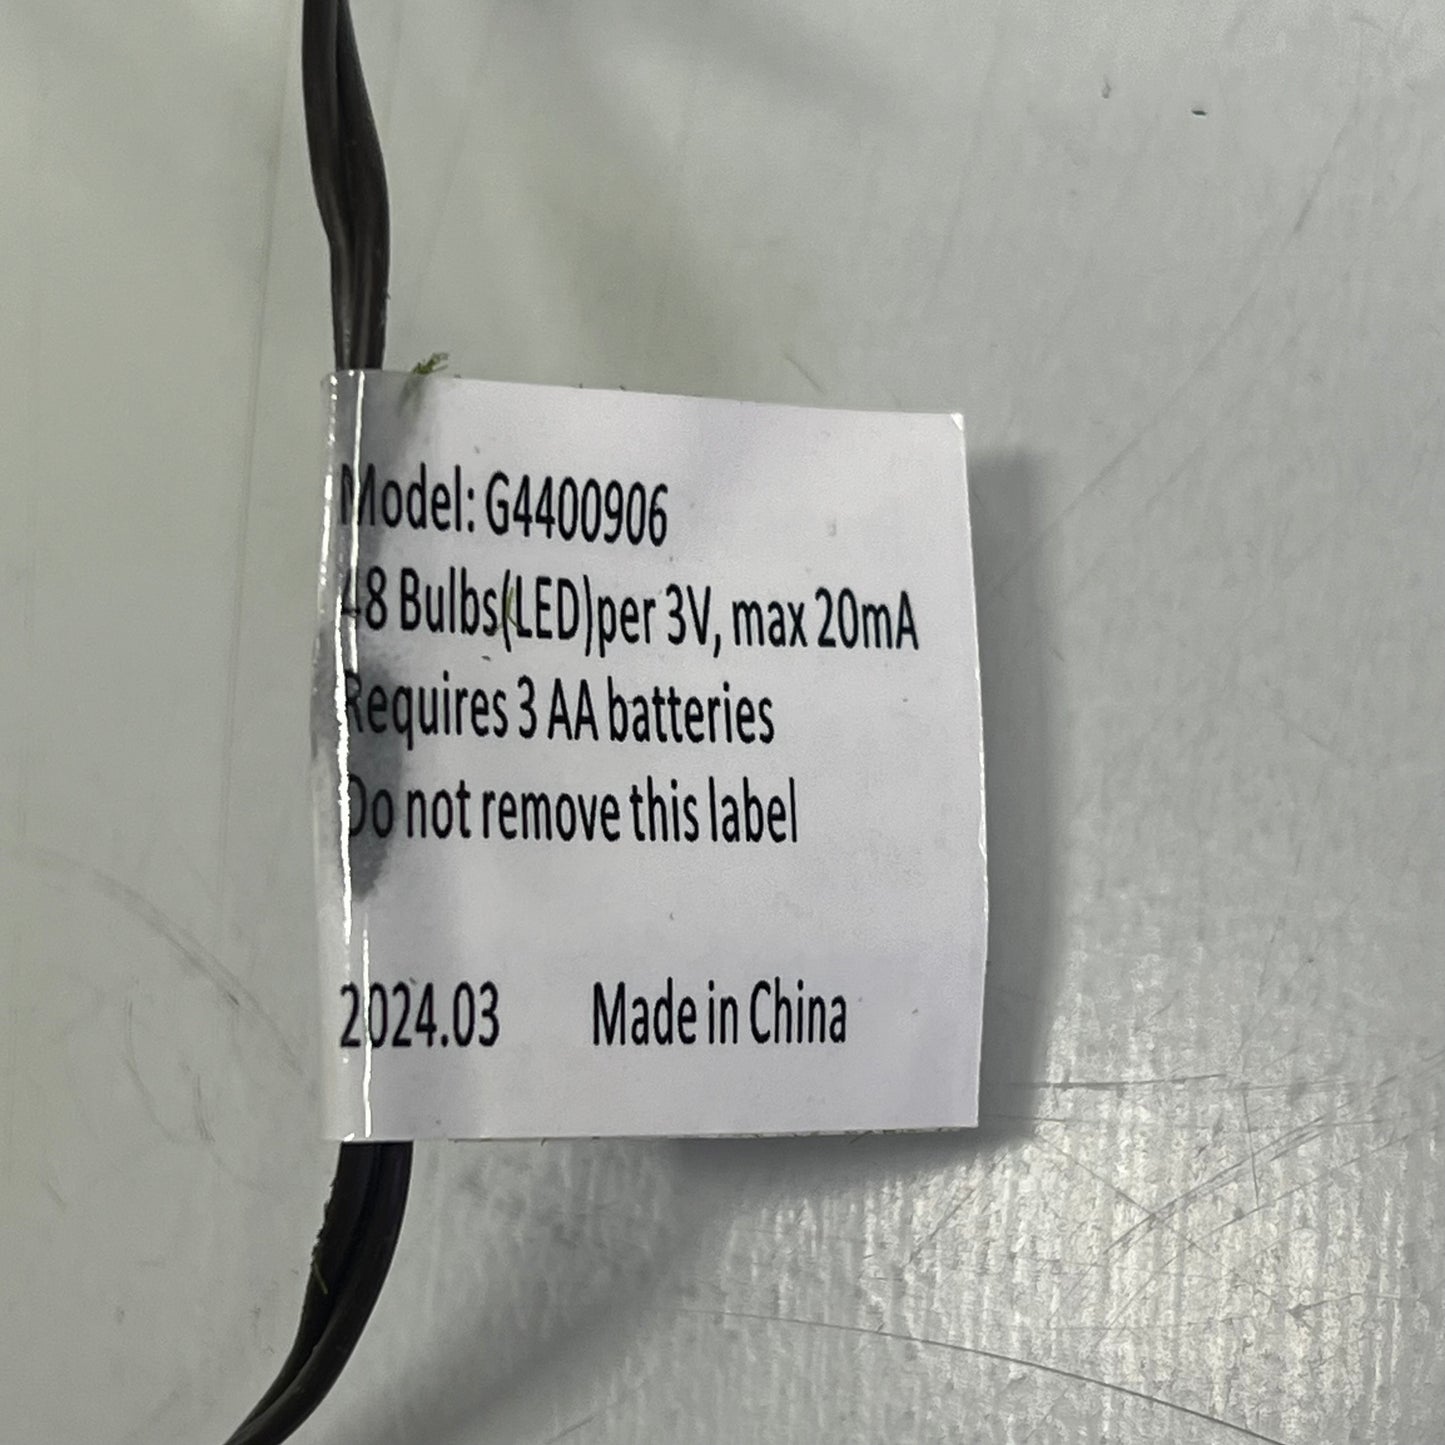 Model: G4400906
48 Bulbs(LED)per 3V, max 20mA
Requires 3 AA batteries
Do not remove this label
2024.03 Made in China